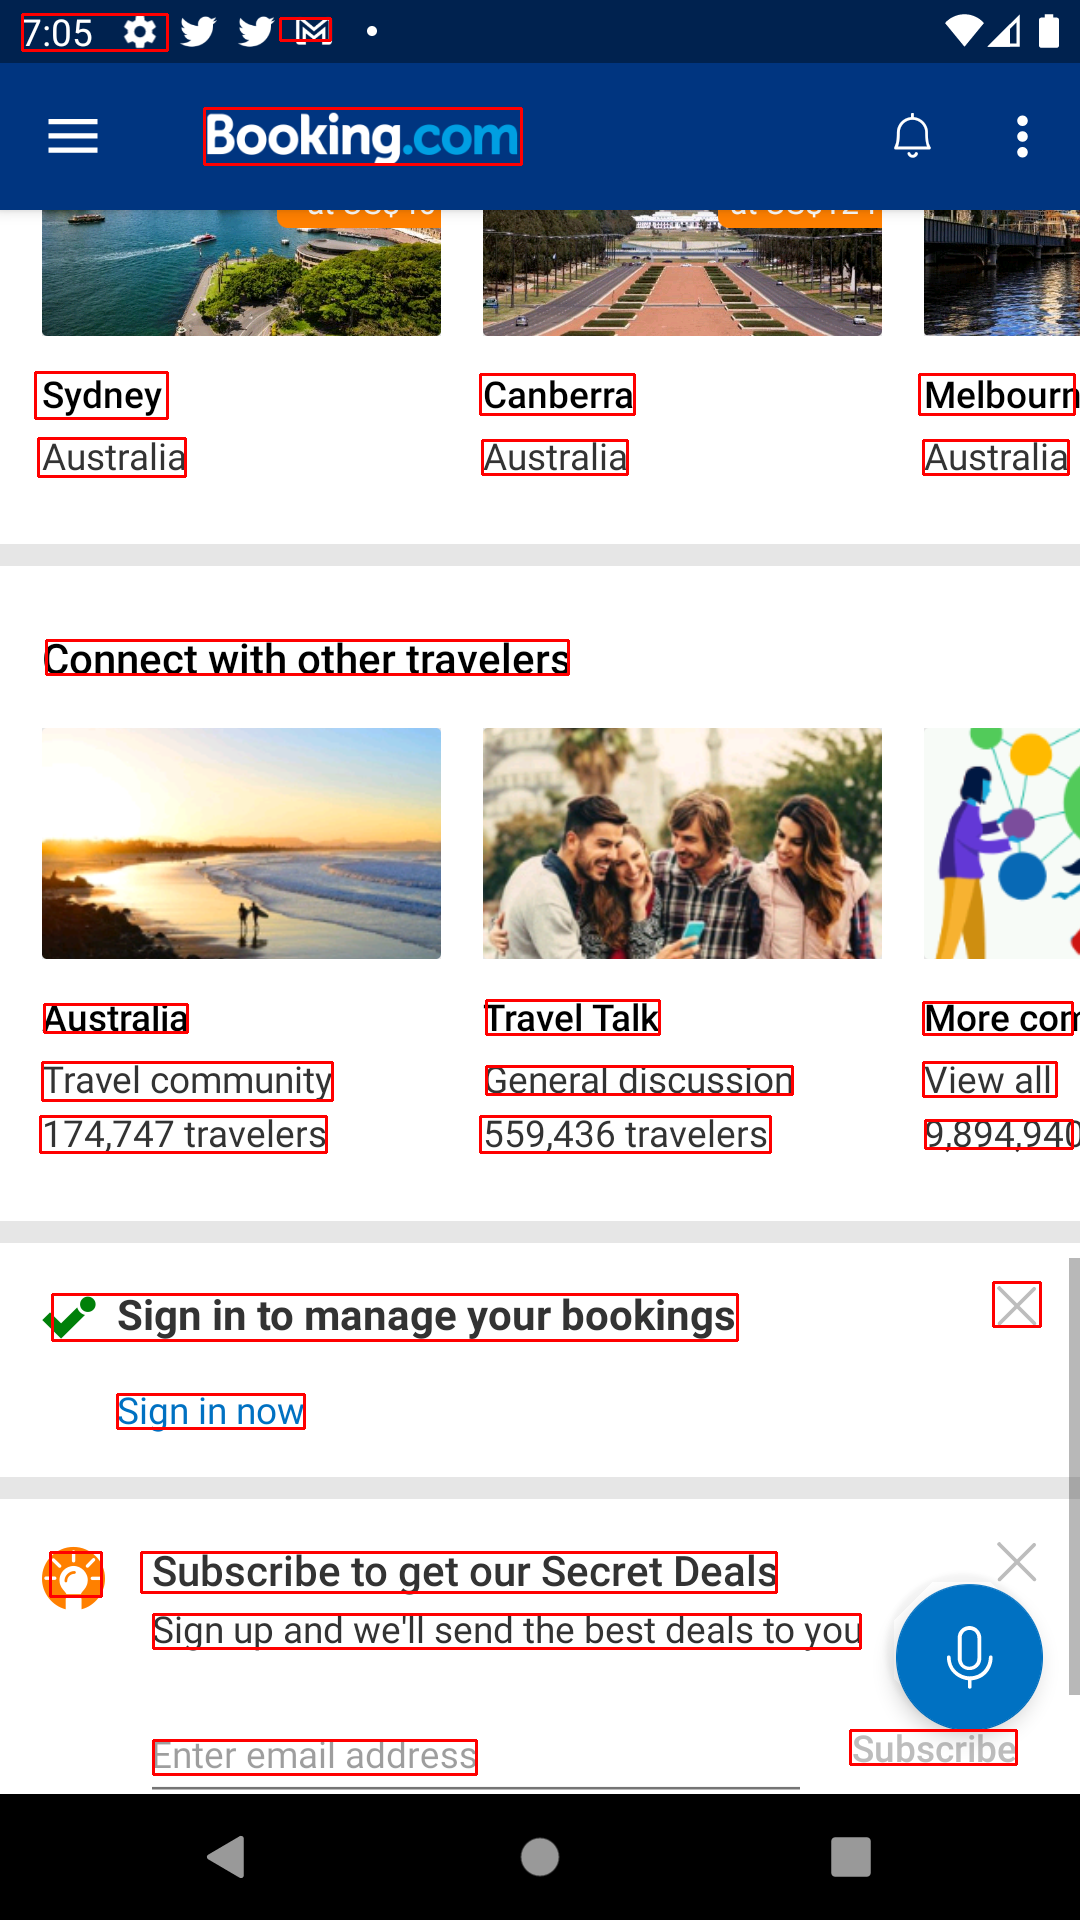 7:05
Booking.com
Sydney
Canberra
Melbourn
Australia
Australia
Australia
Connect with other travelers
Australia
Travel Talk
More com
Travel community
General discussion
View all
174,747 travelers
559,436 travelers
9,894,940
Sign in to manage your bookings
Sign in now
Subscribe to get our Secret Deals
Sign up and we'll send the best deals to you
Enter email address
Subscribe